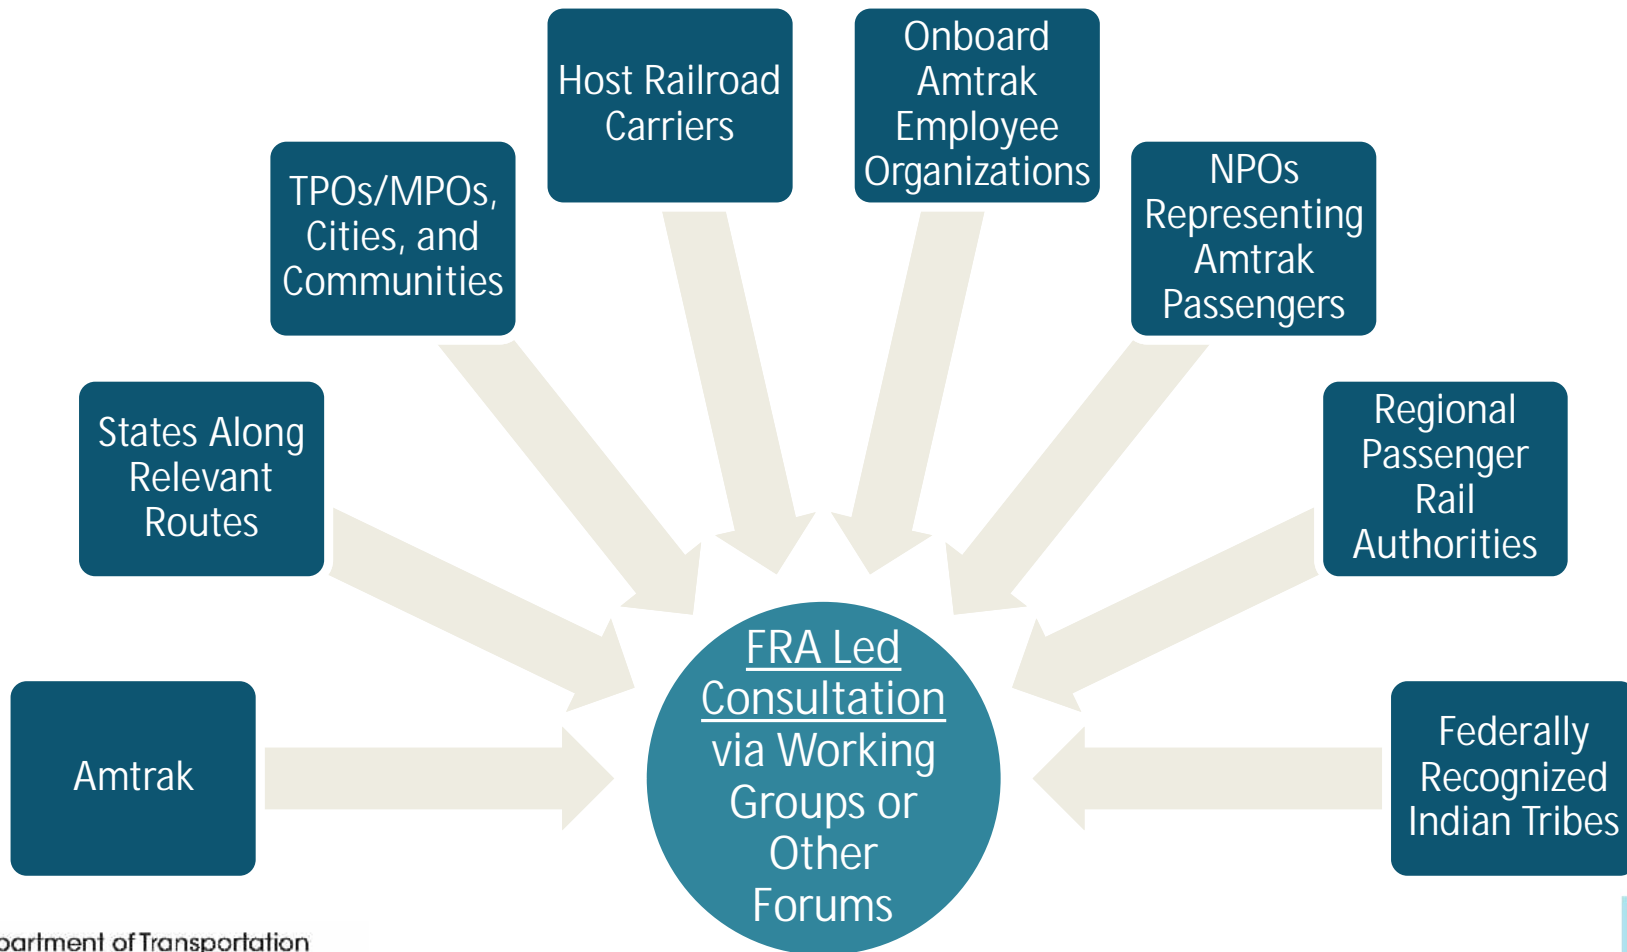 Amtrak
States Along
Relevant
Routes
TPOs/MPOs,
Cities, and
Communities
Host Railroad
Carriers
Onboard
Amtrak
Employee
Organizations
NPOs
Representing
Amtrak
Passengers
Regional
Passenger
Rail
Authorities
Federally
Recognized
Indian Tribes
FRA Led
Consultation
via Working
Groups or
Other
Forums
of Transportation